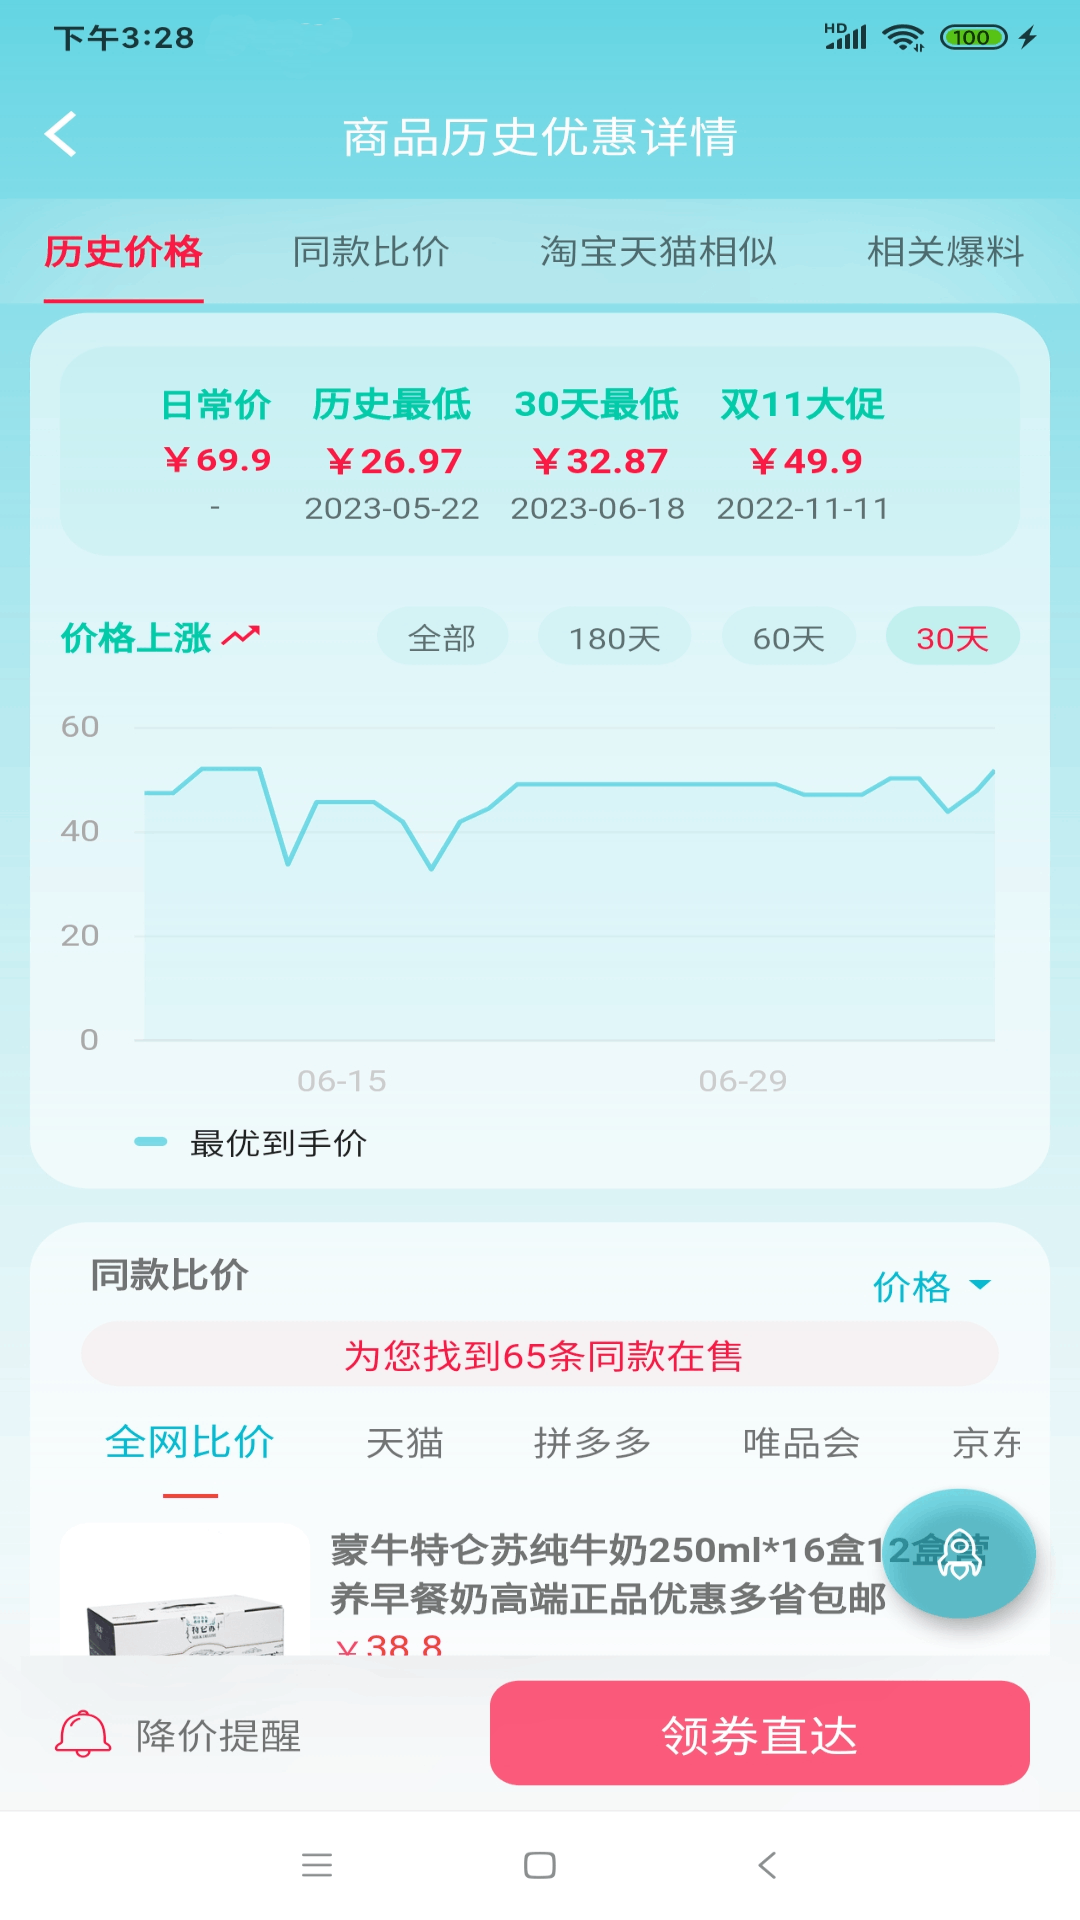 下午3:28
HD
100
商品历史优惠详情
历史价格 同款比价 淘宝天猫相似 相关爆料
日常价 历史最低 30天最低 双11大促
￥69.9 ￥26.97 ￥32.87 ￥49.9
- 2023-05-22 2023-06-18 2022-11-11
价格上涨 全部 180天 60天 30天
60
40
20
0
06-15 06-29
最优到手价
同款比价
价格
为您找到65条同款在售
全网比价 天猫 拼多多 唯品会 京东
蒙牛特仑苏纯牛奶250ml*16盒12盒营
养早餐奶高端正品优惠多省包邮
￥38.8
降价提醒 领券直达